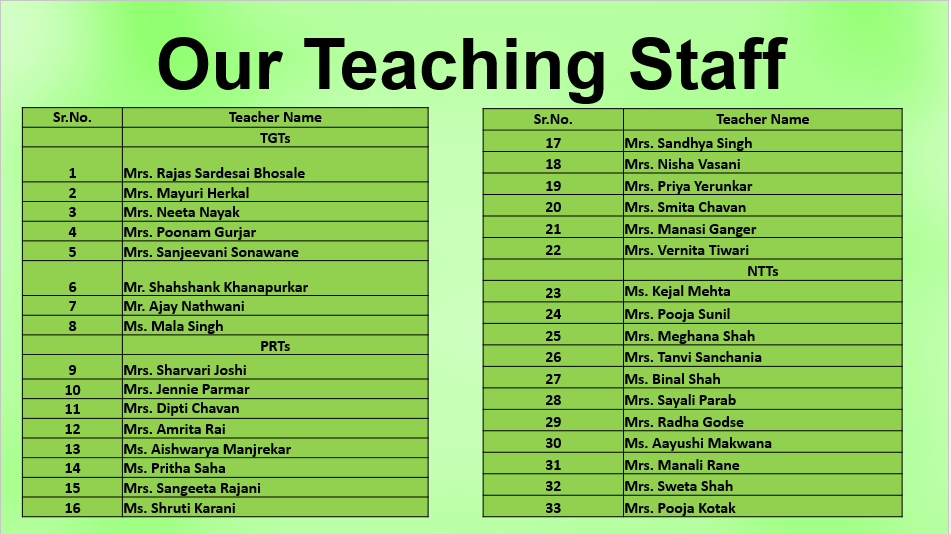 Our Teaching Staff
Sr.No. Teacher Name
TGTs
1 Mrs. Rajas Sardesai Bhosale
2 Mrs. Mayuri Herkal
3 Mrs. Neeta Nayak
4 Mrs. Poonam Gurjar
5 Mrs. Sanjeevani Sonawane
6 Mr. Shahshank Khanapurkar
7 Mr. Ajay Nathwani
8 Ms. Mala Singh
PRTs
9 Mrs. Sharvari Joshi
10 Mrs. Jennie Parmar
11 Mrs. Dipti Chavan
12 Mrs. Amrita Rai
13 Ms. Aishwarya Manjrekar
14 Ms. Pritha Saha
15 Mrs. Sangeeta Rajani
16 Ms. Shruti Karani
Sr.No. Teacher Name
17 Mrs. Sandhya Singh
18 Mrs. Nisha Vasani
19 Mrs. Priya Yerunkar
20 Mrs. Smita Chavan
21 Mrs. Manasi Ganger
22 Mrs. Vernita Tiwari
NTTs
23 Ms. Kejal Mehta
24 Mrs. Pooja Sunil
25 Mrs. Meghana Shah
26 Mrs. Tanvi Sanchania
27 Ms. Binal Shah
28 Mrs. Sayali Parab
29 Mrs. Radha Godse
30 Ms. Aayushi Makwana
31 Mrs. Manali Rane
32 Mrs. Sweta Shah
33 Mrs. Pooja Kotak